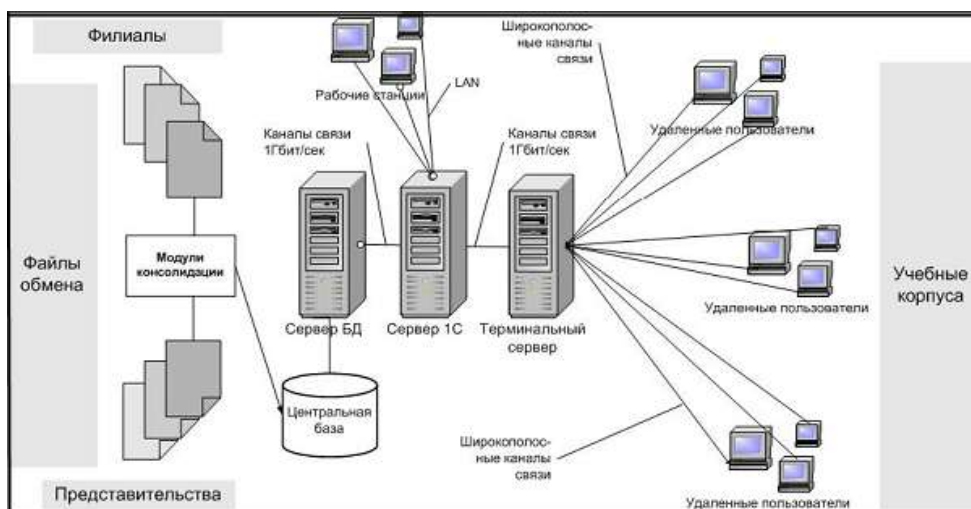 Филиалы
Файлы
обмена
Модули
консолидации
Представительства
Рабочие станции
LAN
Каналы связи
1Гбит/сек
Каналы связи
1Гбит/сек
Сервер БД
Сервер 1С
Терминальный
сервер
Центральная
база
Широкополос-
ные каналы
связи
Удаленные пользователи
Удаленные пользователи
Широкополос-
ные каналы
связи
Удаленные пользователи
Учебные
корпуса